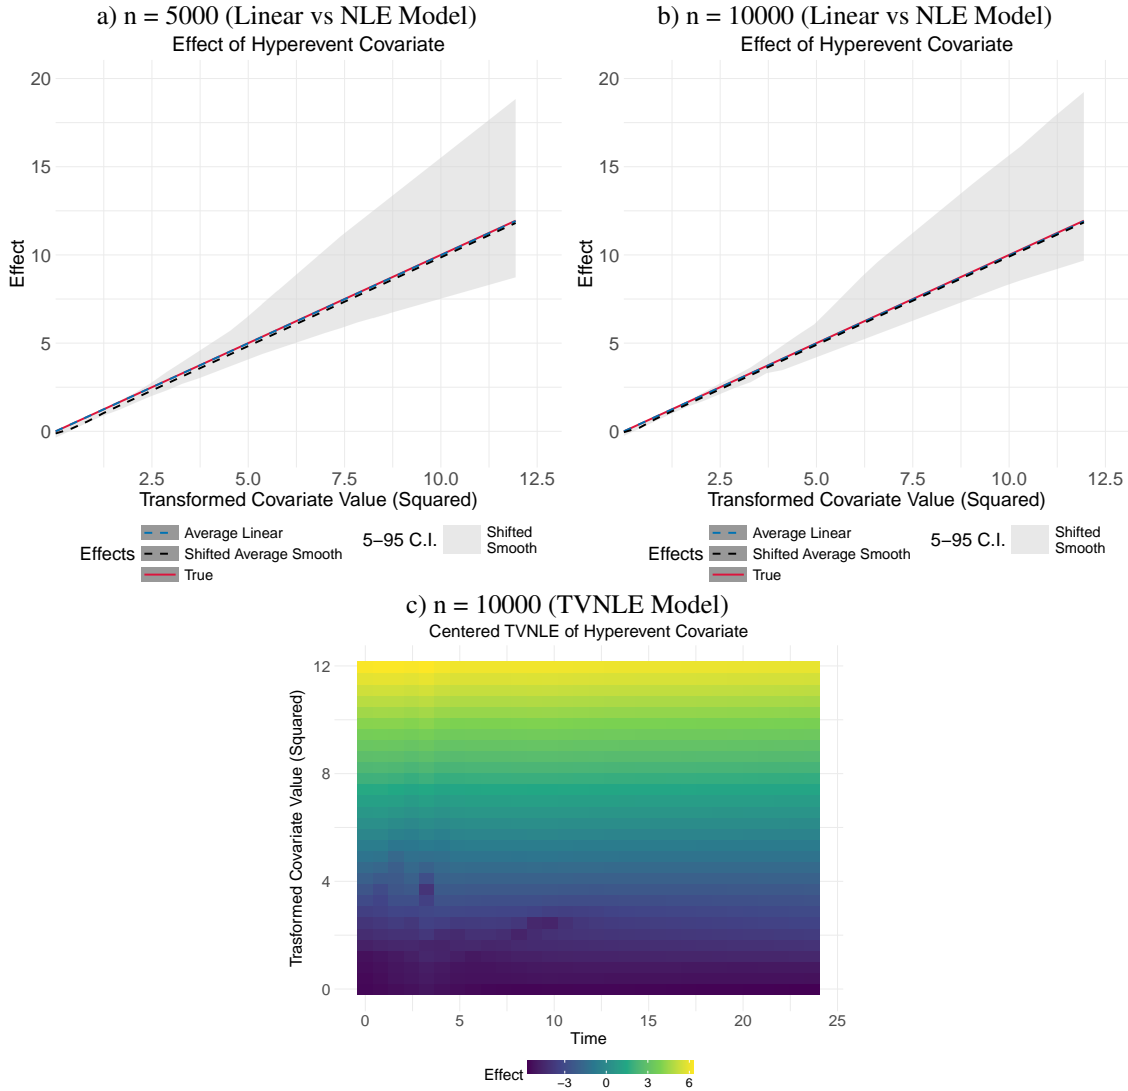 a) n = 5000 (Linear vs NLE Model)
Effect of Hyperevent Covariate
20
15
10
5
0
Effect
2.5 5.0 7.5 10.0 12.5
Transformed Covariate Value (Squared)
Effects
Average Linear
Shifted Average Smooth
True
5−95 C.I.
Shifted
Smooth
b) n = 10000 (Linear vs NLE Model)
Effect of Hyperevent Covariate
20
15
10
5
0
Effect
2.5 5.0 7.5 10.0 12.5
Transformed Covariate Value (Squared)
Effects
Average Linear
Shifted Average Smooth
True
5−95 C.I.
Shifted
Smooth
c) n = 10000 (TVNLE Model)
Centered TVNLE of Hyperevent Covariate
12
8
4
0
Trasformed Covariate Value (Squared)
0 5 10 15 20 25
Time
Effect
−3 0 3 6